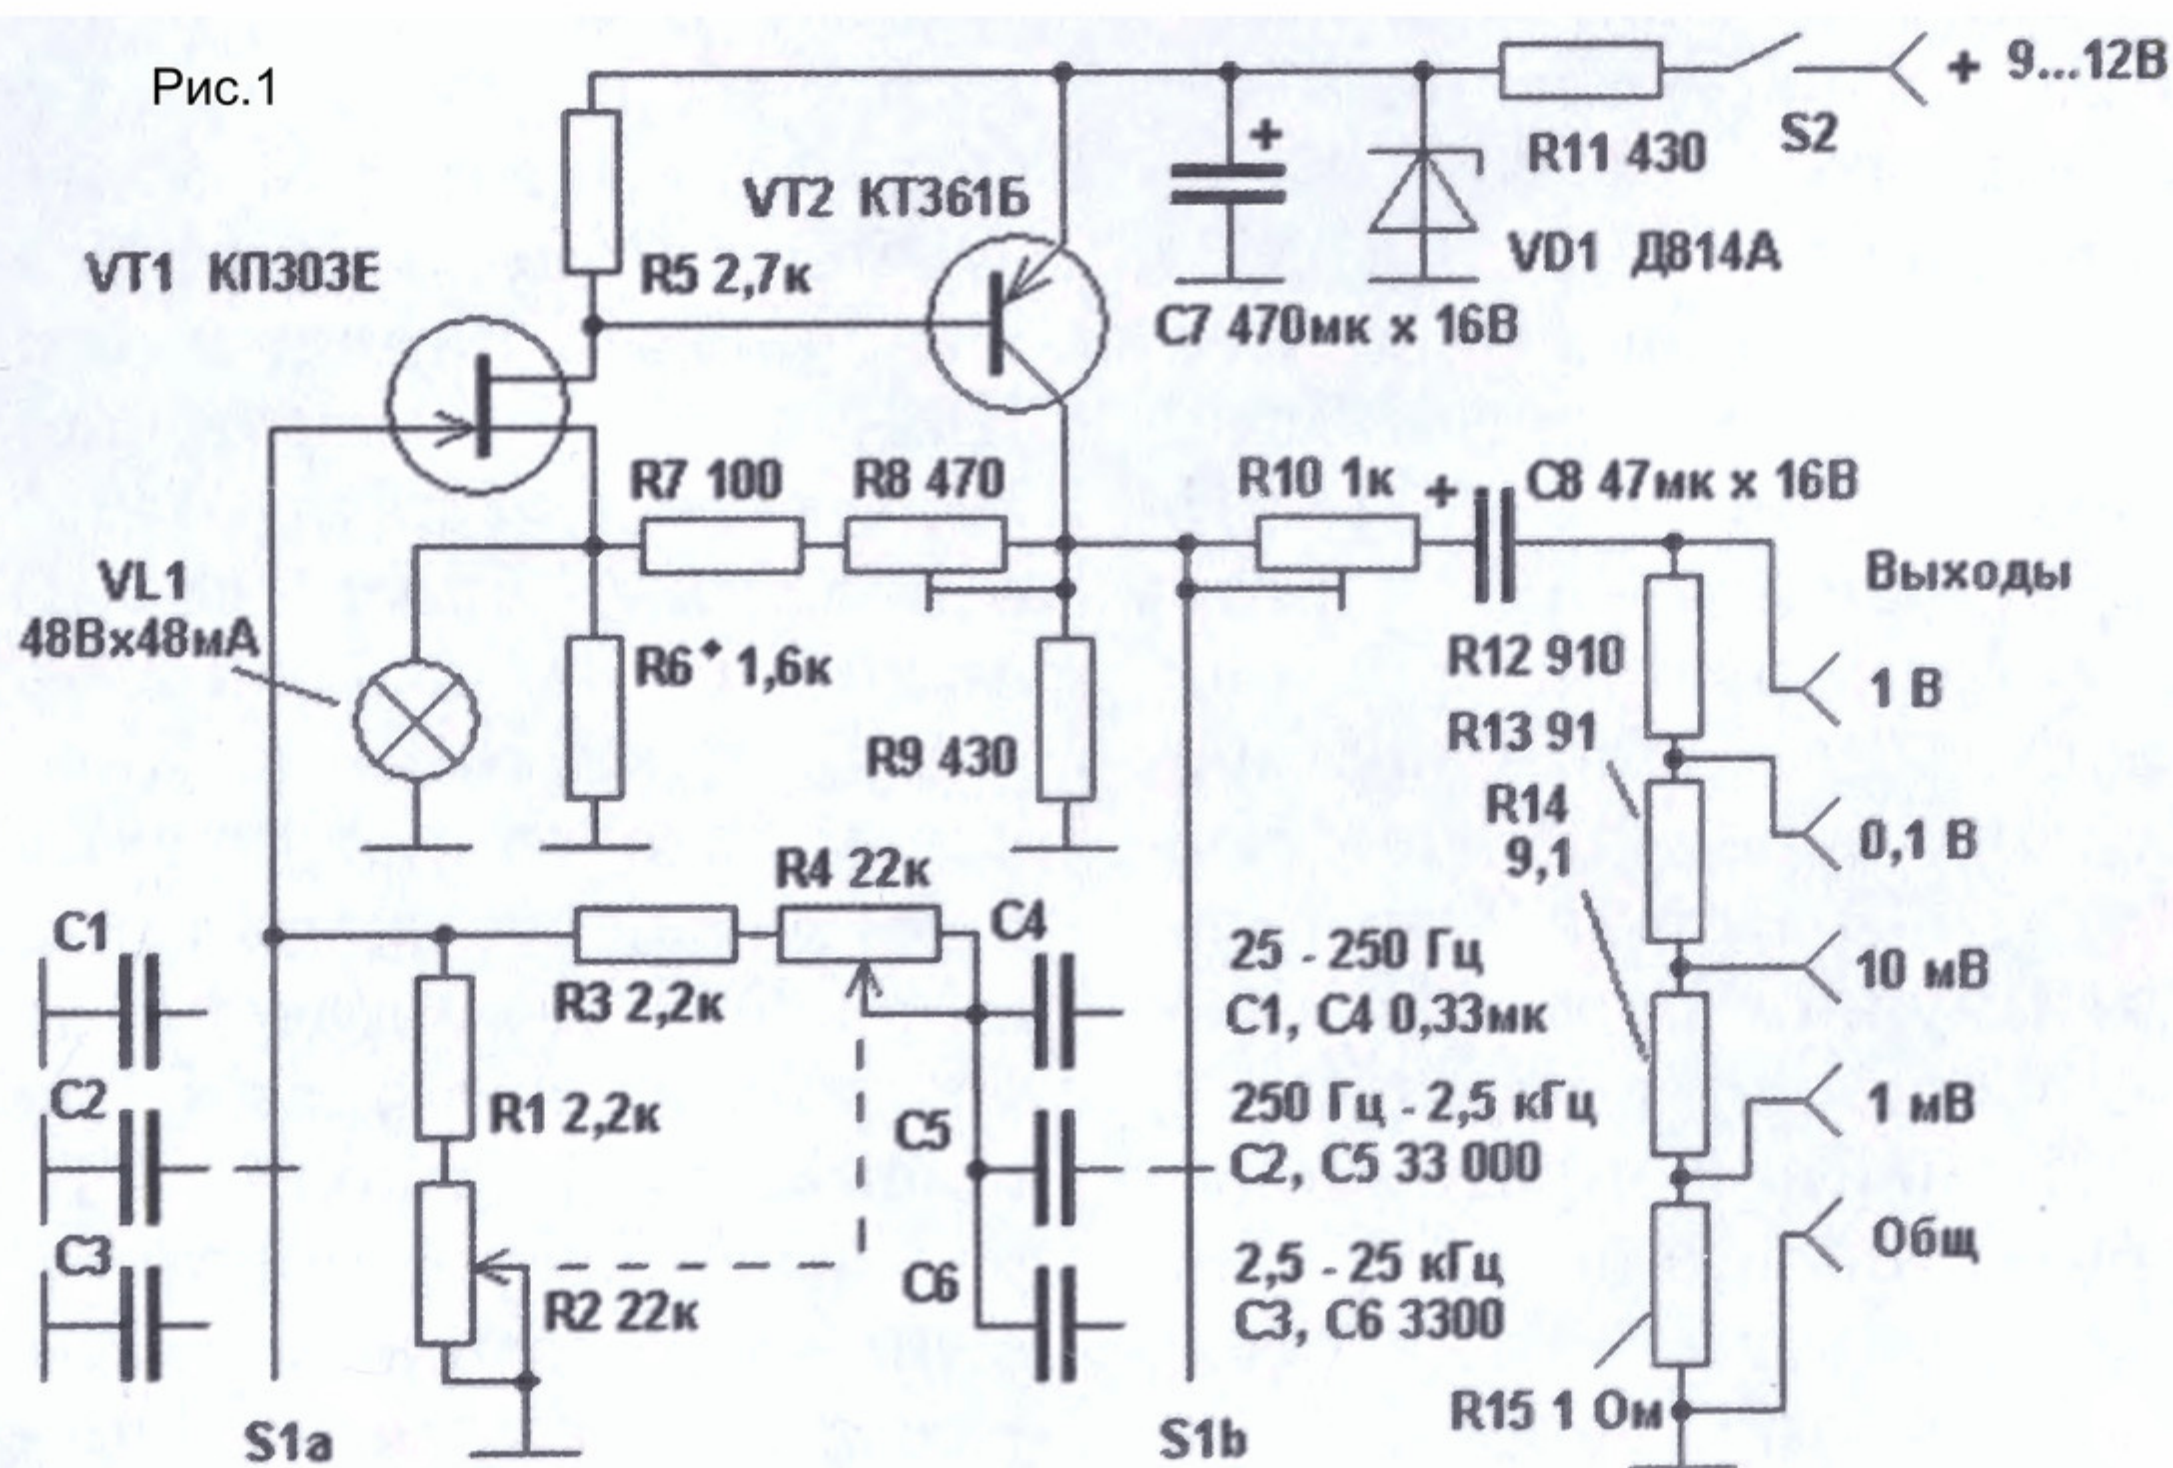 Рис.1
+ 9...12В
S2
R11 430
VT2 КТ361Б
VT1 КП303Е
R5 2,7к
VD1 Д814А
+
С7 470мк х 16В
R7 100
R8 470
R10 1к
+
С8 47мк х 16В
Выходы
VL1
48Вх48мА
R6* 1,6к
R9 430
R12 910
1 В
R13 91
R14
9,1
0,1 В
R4 22к
С1
С4
R3 2,2к
25 - 250 Гц
С1, С4 0,33мк
10 мВ
С2
R1 2,2к
С5
250 Гц - 2,5 кГц
С2, С5 33 000
1 мВ
С3
R2 22к
С6
2,5 - 25 кГц
С3, С6 3300
Общ
R15 1 Ом
S1a
S1b